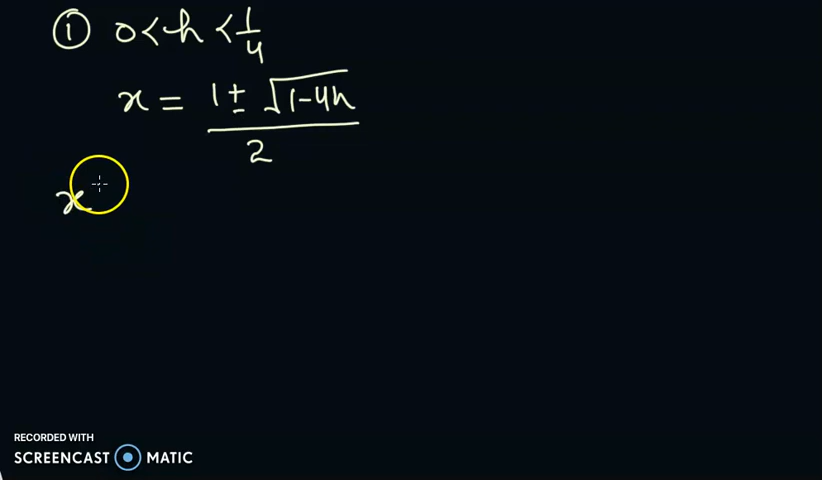 ① 0 < h < 1/4
x = (1 ± √(1-4h))/2
x
RECORDED WITH
SCREENCAST MATIC